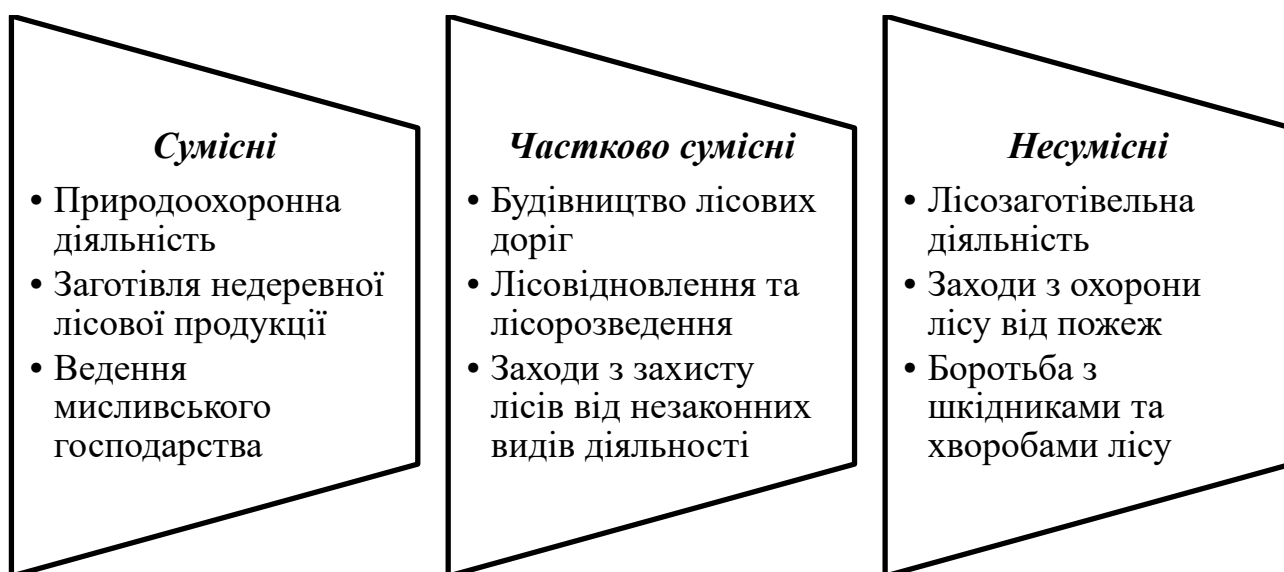 Сумісні
• Природоохоронна
діяльність
• Заготівля недеревної
лісової продукції
• Ведення
мисливського
господарства
Частково сумісні
• Будівництво лісових
доріг
• Лісовідновлення та
лісорозведення
• Заходи з захисту
лісів від незаконних
видів діяльності
Несумісні
• Лісозаготівельна
діяльність
• Заходи з охорони
лісу від пожеж
• Боротьба з
шкідниками та
хворобами лісу